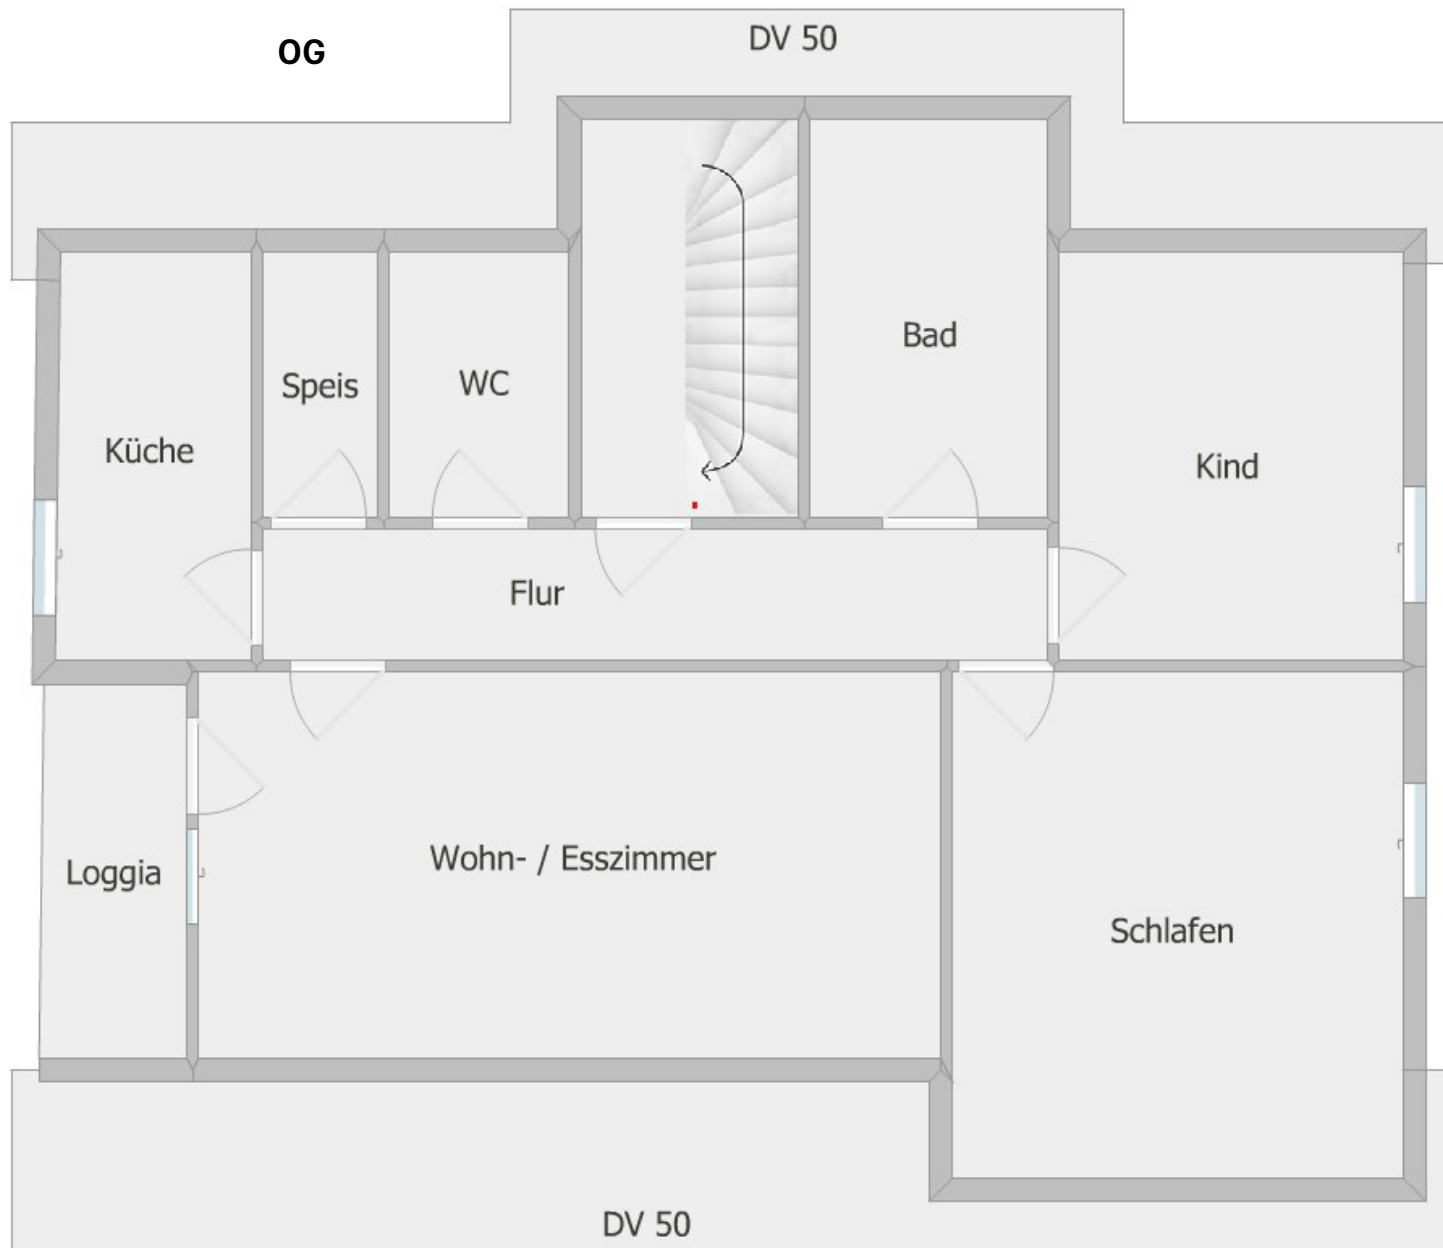 OG
DV 50
Bad
Speis
WC
Küche
Kind
Flur
Wohn- / Esszimmer
Loggia
Schlafen
DV 50